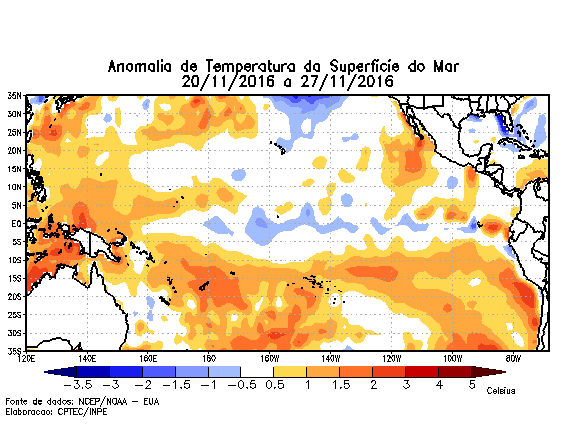 Anomalia de Temperatura da Superfície do Mar
20/11/2016 a 27/11/2016
35N
30N
25N
20N
15N
10N
5N
EQ
5S
10S
15S
20S
25S
30S
35S
120E 140E 160E 180 160W 140W 120W 100W 80W
−3.5 −3 −2 −1.5 −1 −0.5 0.5 1 1.5 2 3 4 5
Celsius
Fonte de dados: NCEP/NOAA − EUA
Elaboracao: CPTEC/INPE